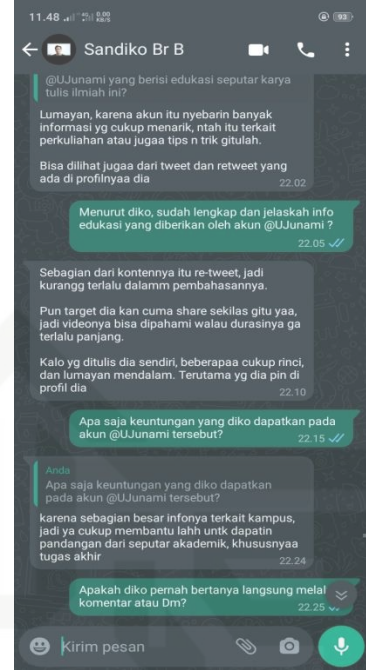 11.48
0.00
KB/S
93
Sandiko Br B
@UJunami yang berisi edukasi seputar karya
tulis ilmiah ini?
Lumayan, karena akun itu nyebarin banyak
informasi yg cukup menarik, ntah itu terkait
perkuliahan atau jugaa tips n trik gitulah.
Bisa dilihat jugaa dari tweet dan retweet yang
ada di profilnyaa dia
22.02
Menurut diko, sudah lengkap dan jelaskah info
edukasi yang diberikan oleh akun @UJunami ?
22.05
Sebagian dari kontennya itu re-tweet, jadi
kurangg terlalu dalamm pembahasannya.
Pun target dia kan cuma share sekilas gitu yaa,
jadi videonya bisa dipahami walau durasinya ga
terlalu panjang.
Kalo yg ditulis dia sendiri, beberapaa cukup rinci,
dan lumayan mendalam. Terutama yg dia pin di
profil dia
22.10
Apa saja keuntungan yang diko dapatkan pada
akun @UJunami tersebut?
22.15
Anda
Apa saja keuntungan yang diko dapatkan
pada akun @UJunami tersebut?
karena sebagian besar infonya terkait kampus,
jadi ya cukup membantu lahh untk dapatin
pandangan dari seputar akademik, khususnyaa
tugas akhir
22.24
Apakah diko pernah bertanya langsung melal
komentar atau Dm?
22.25
Kirim pesan